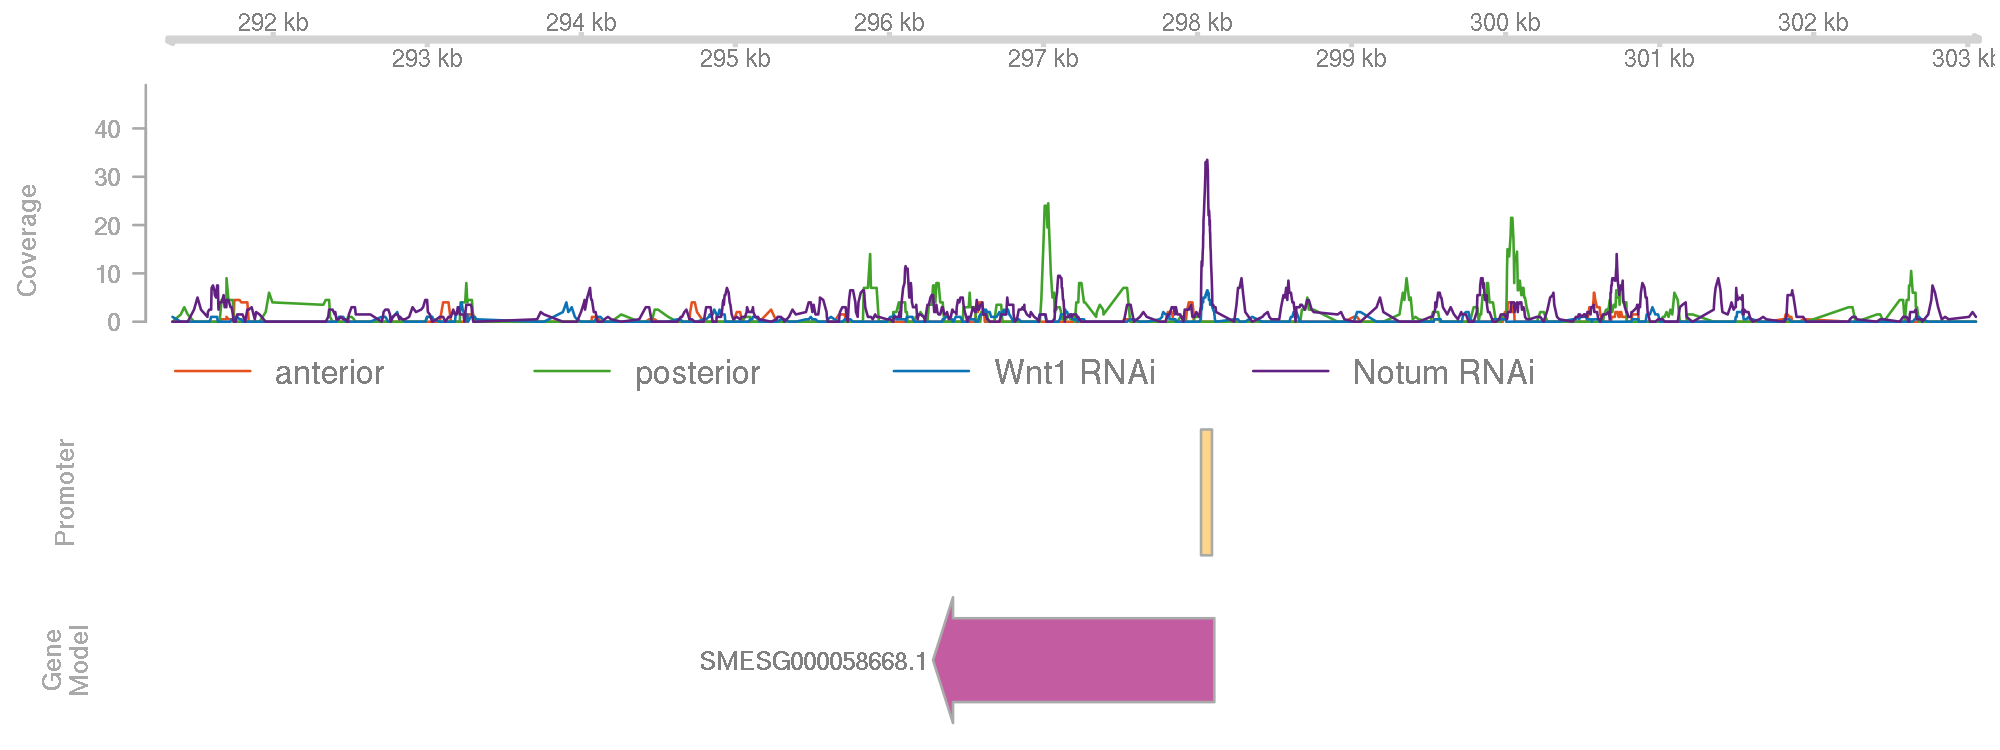 292 kb 294 kb 296 kb 298 kb 300 kb 302 kb
293 kb 295 kb 297 kb 299 kb 301 kb 303 kb
Coverage
40
30
20
10
0
anterior posterior Wnt1 RNAi Notum RNAi
Promoter
Gene
Model
SMESG000058668.1